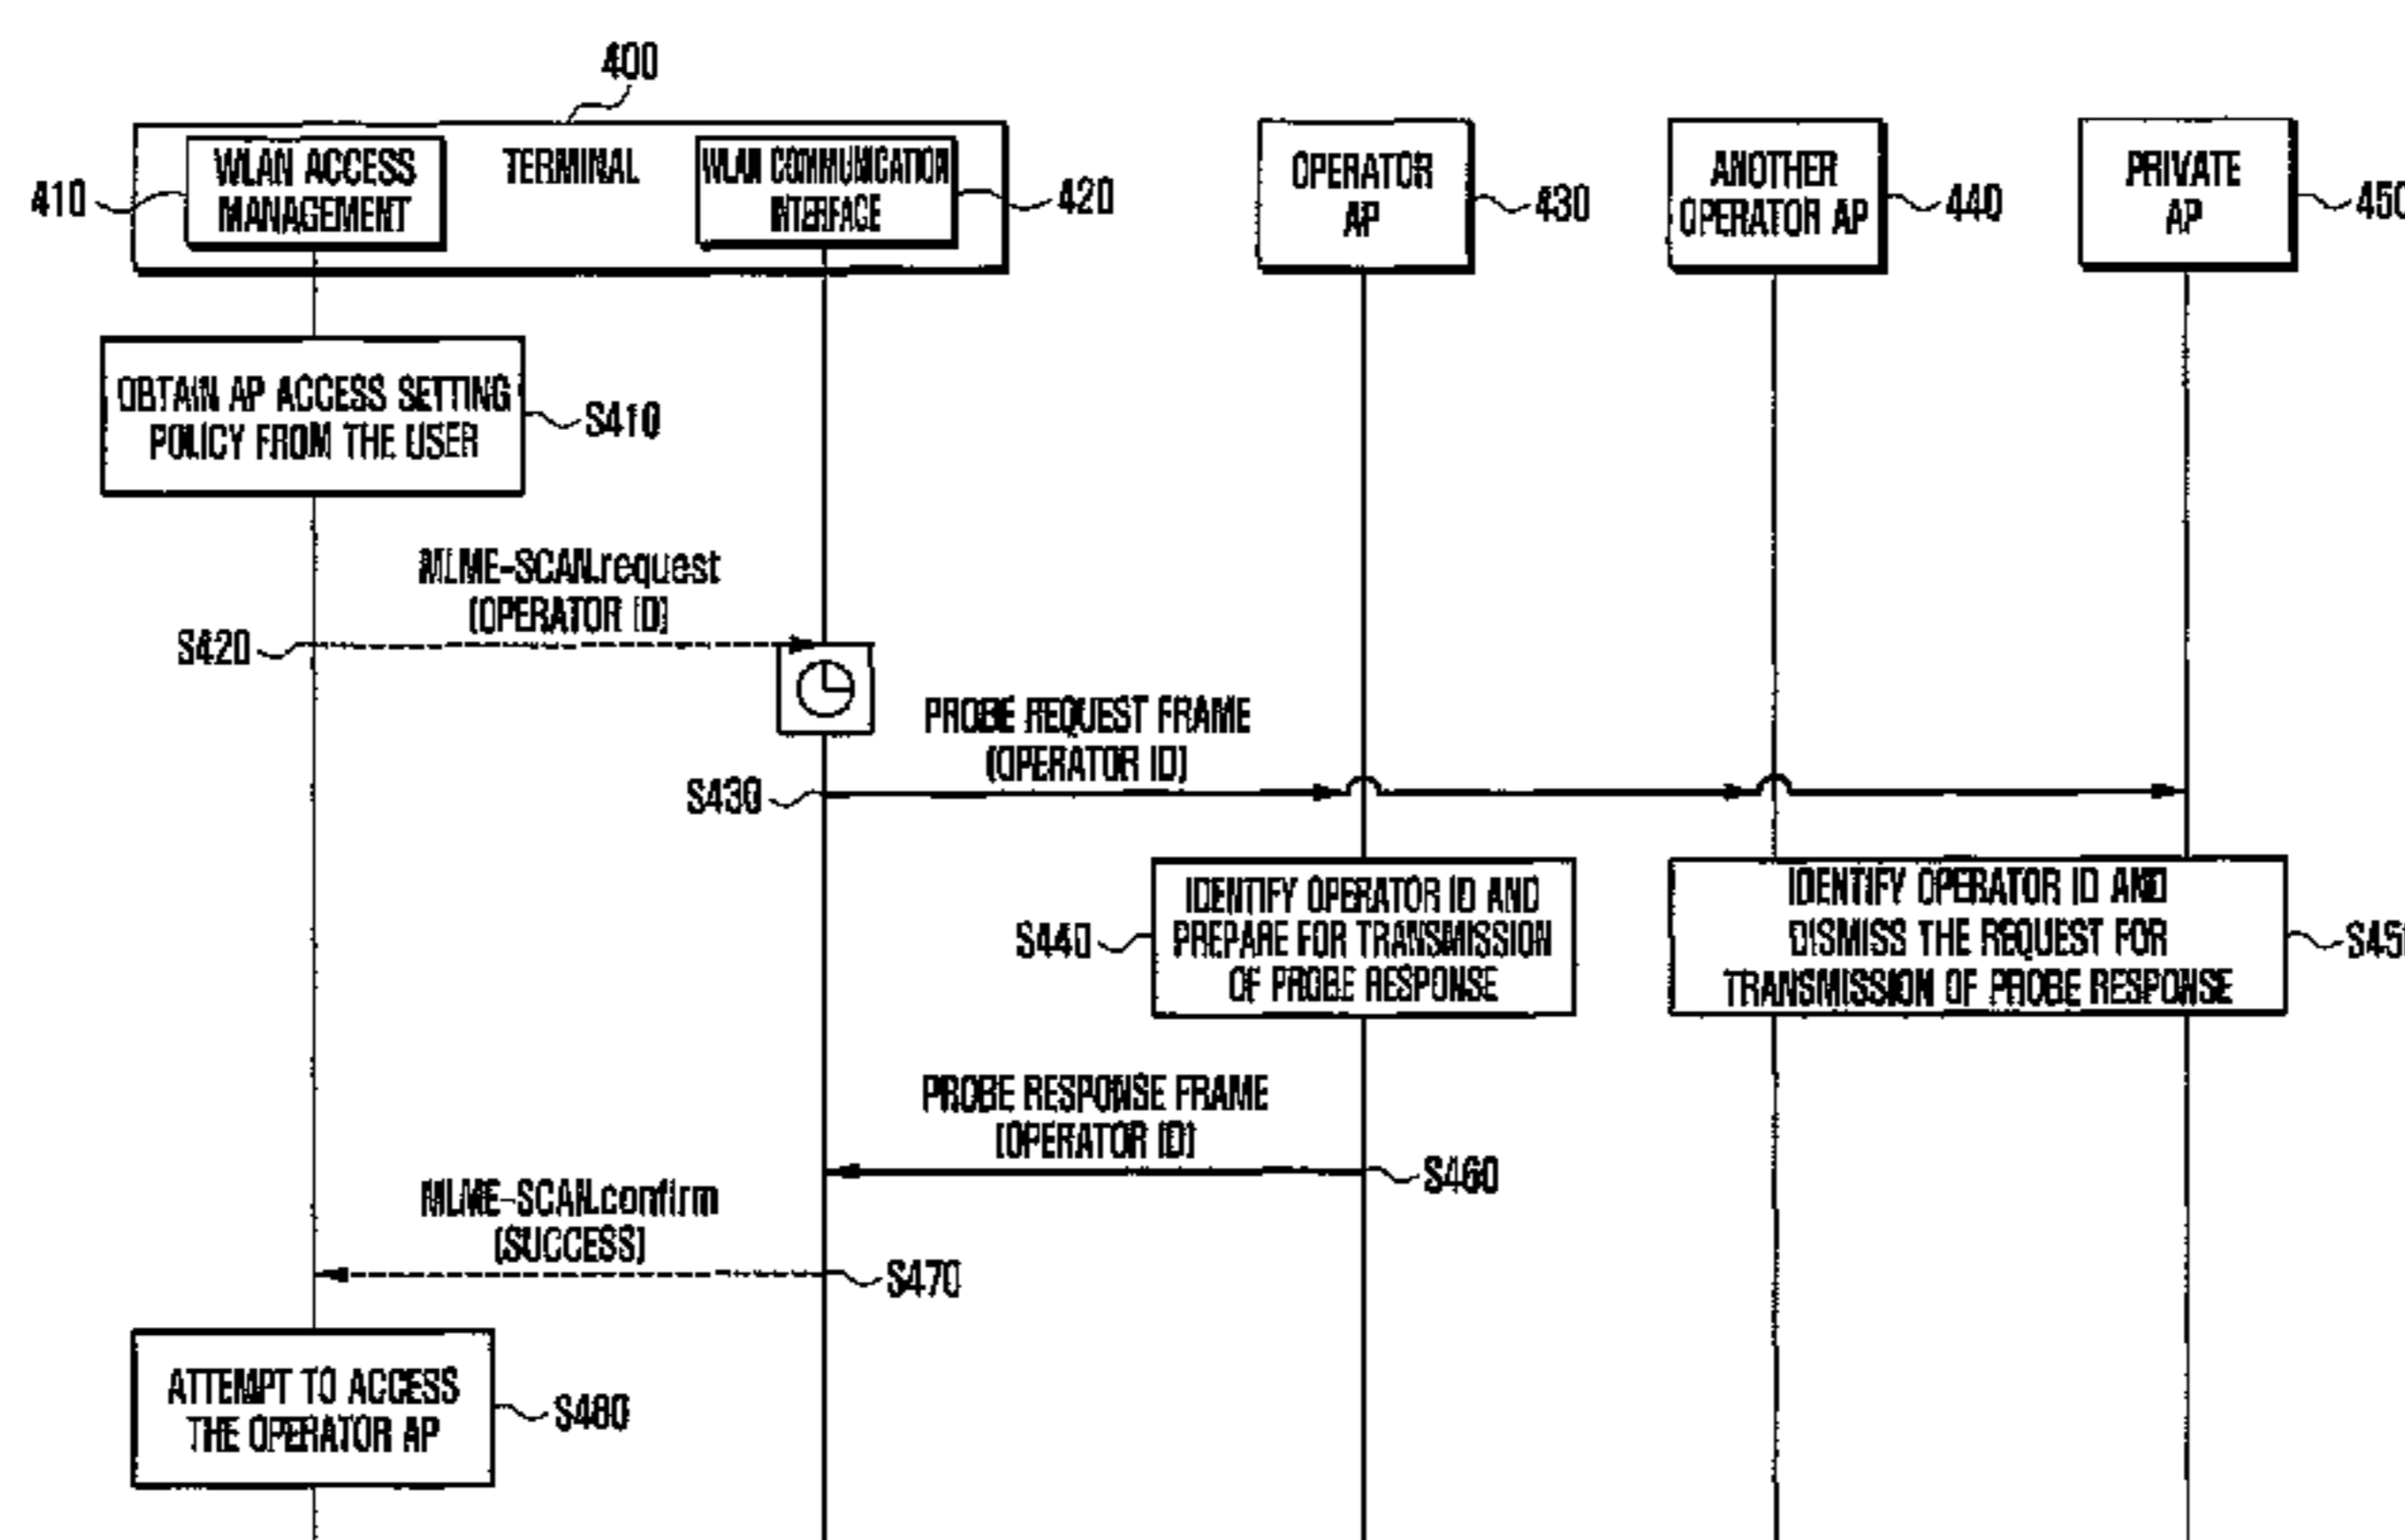 400
WLAN ACCESS
MANAGEMENT
TERMINAL
WLAN COMMUNICATION
INTERFACE
410
420
OPERATOR
AP
430
ANOTHER
OPERATOR AP
440
PRIVATE
AP
450
OBTAIN AP ACCESS SETTING
POLICY FROM THE USER
S410
MLME-SCAN.request
(OPERATOR ID)
S420
PROBE REQUEST FRAME
(OPERATOR ID)
S430
IDENTIFY OPERATOR ID AND
PREPARE FOR TRANSMISSION
OF PROBE RESPONSE
S440
IDENTIFY OPERATOR ID AND
DISMISS THE REQUEST FOR
TRANSMISSION OF PROBE RESPONSE
PROBE RESPONSE FRAME
(OPERATOR ID)
S460
MLME-SCAN.confirm
(SUCCESS)
S470
ATTEMPT TO ACCESS
THE OPERATOR AP
S480